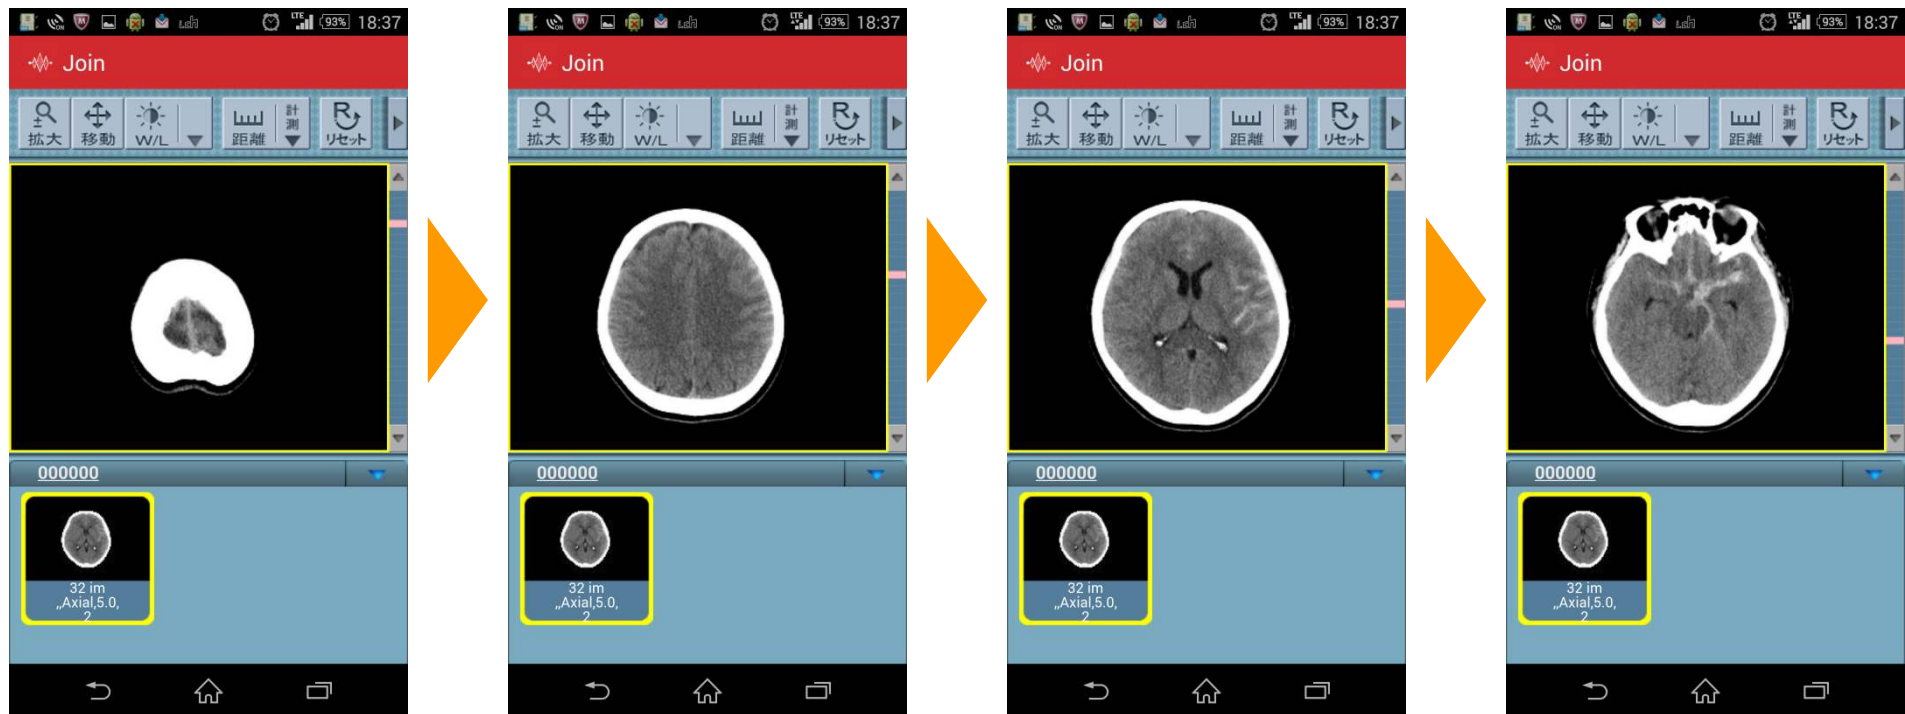 93% 18:37
Join
拡大 移動 W/L 距離 計測 リセット
000000
32 im
,,Axial,5.0,
2
93% 18:37
Join
拡大 移動 W/L 距離 計測 リセット
000000
32 im
,,Axial,5.0,
2
93% 18:37
Join
拡大 移動 W/L 距離 計測 リセット
000000
32 im
,,Axial,5.0,
2
93% 18:37
Join
拡大 移動 W/L 距離 計測 リセット
000000
32 im
,,Axial,5.0,
2